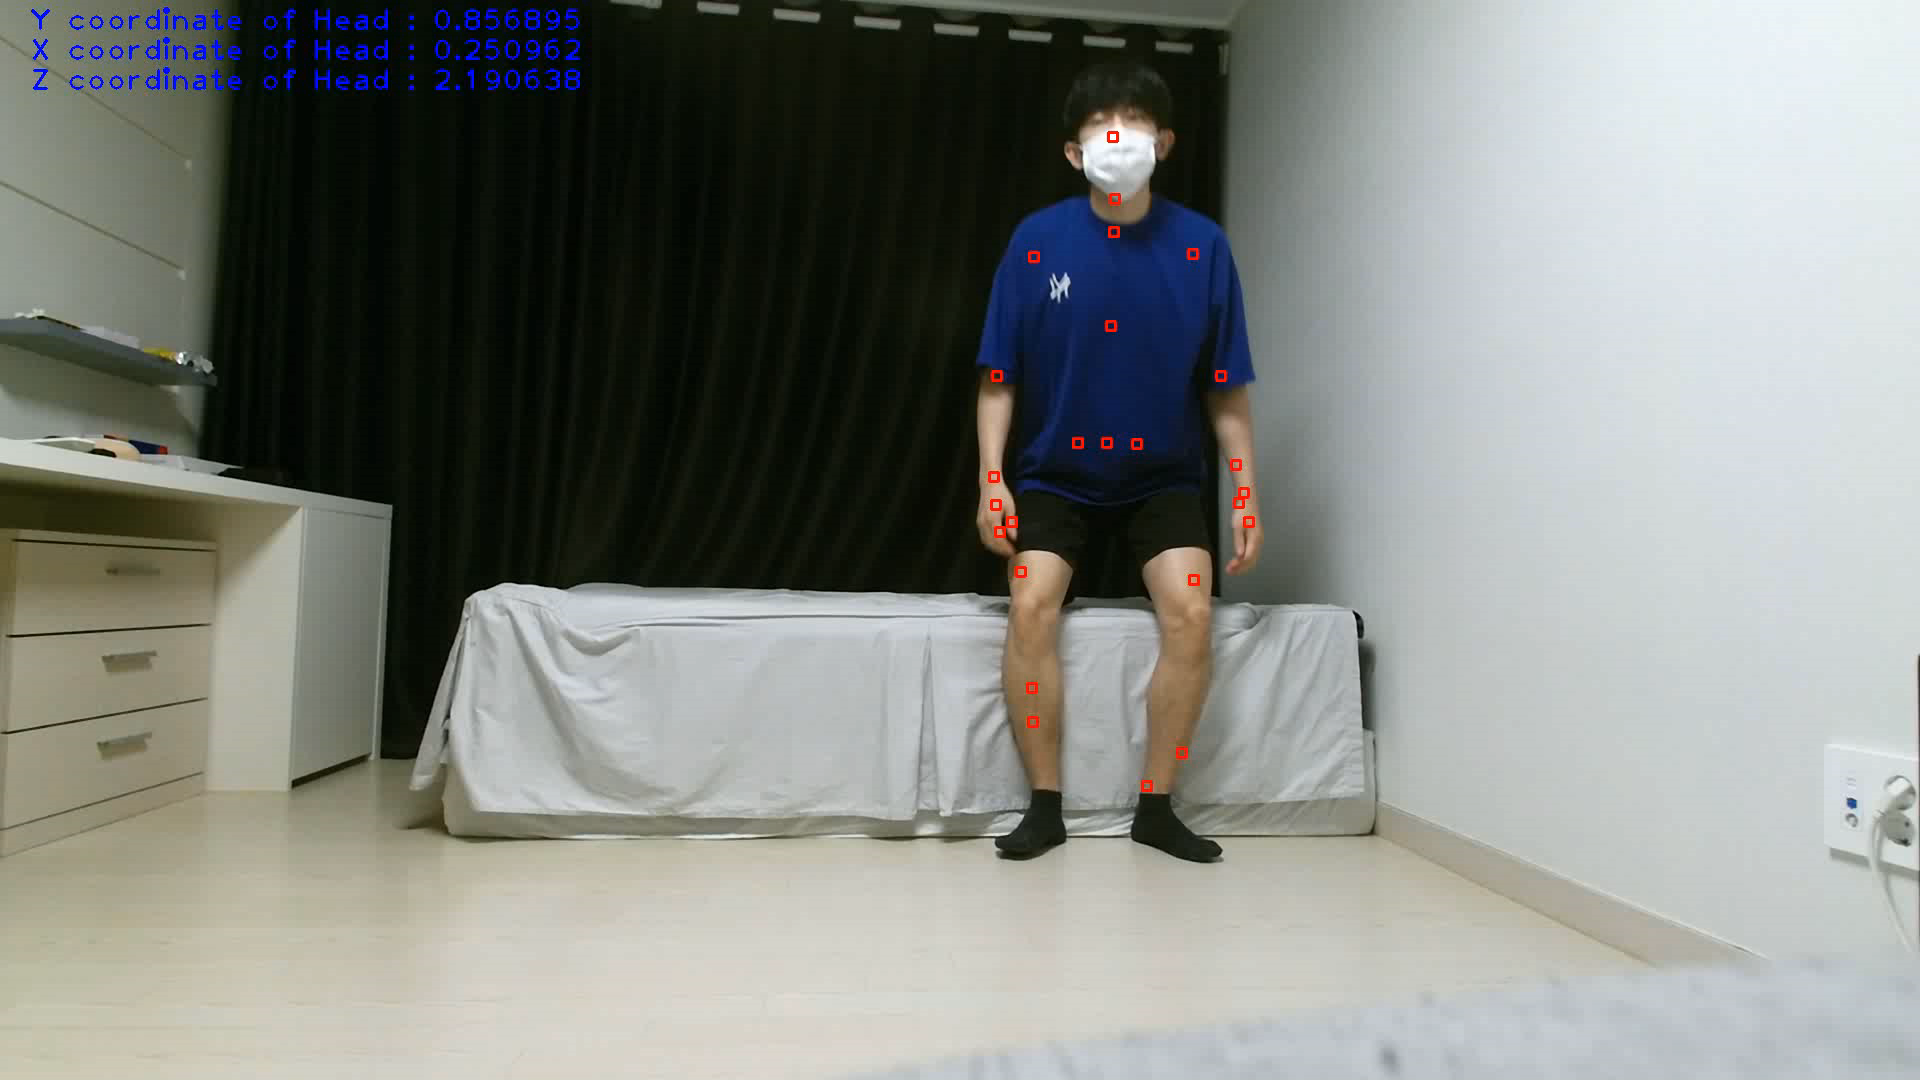 Y coordinate of Head : 0.856895
X coordinate of Head : 0.250962
Z coordinate of Head : 2.190638